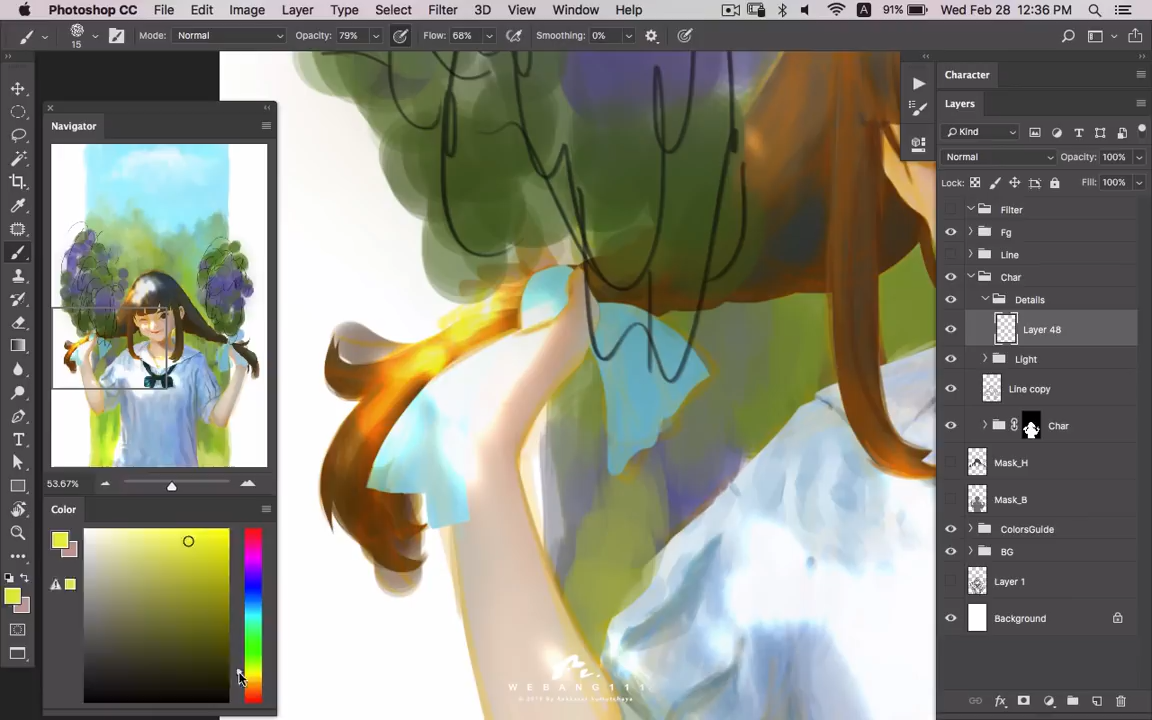 Photoshop CC File Edit Image Layer Type Select Filter 3D View Window Help A 91% Wed Feb 28 12:36 PM
15 Mode: Normal Opacity: 79% Flow: 68% Smoothing: 0%
Navigator
53.67%
Color
Character
Layers
Kind
Normal Opacity: 100%
Lock: Fill: 100%
Filter
Fg
Line
Char
Details
Layer 48
Light
Line copy
Char
Mask_H
Mask_B
ColorsGuide
BG
Layer 1
Background
WEBANG111